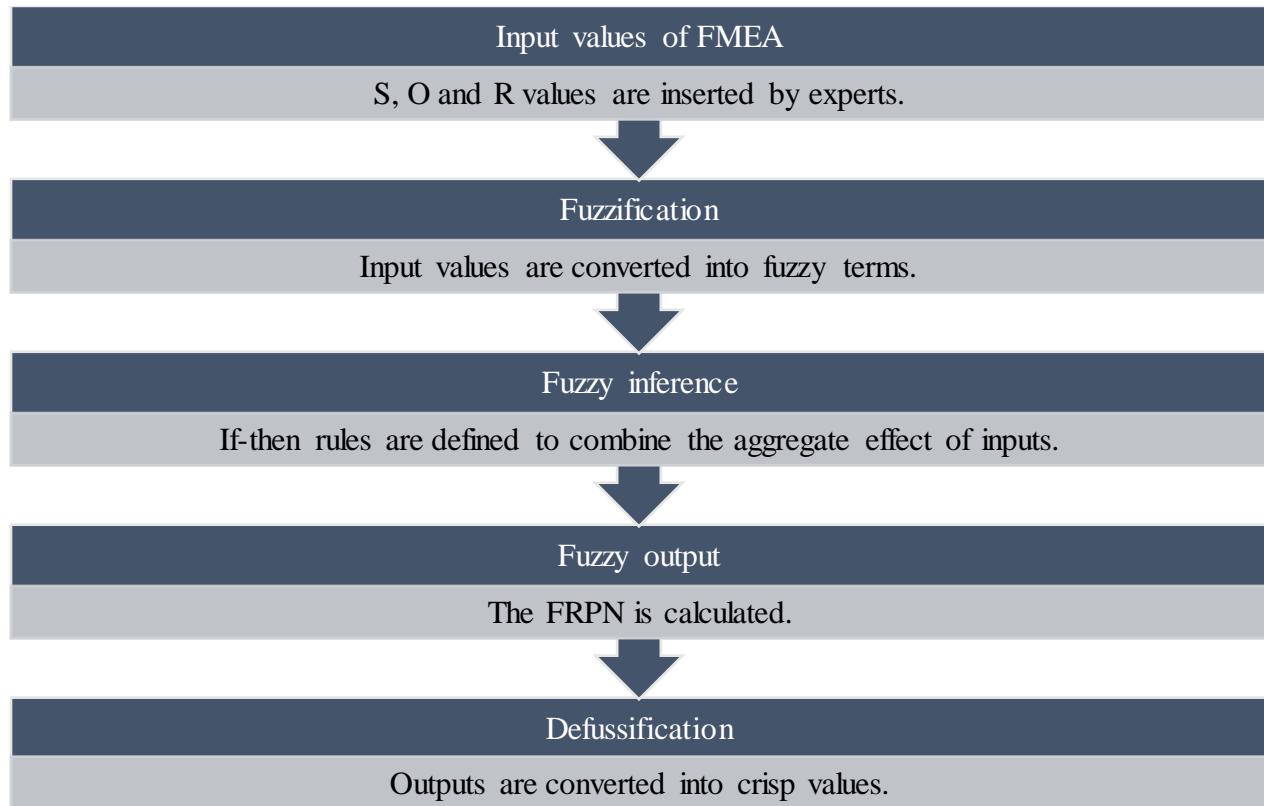 Input values of FMEA
S, O and R values are inserted by experts.
Fuzzification
Input values are converted into fuzzy terms.
Fuzzy inference
If-then rules are defined to combine the aggregate effect of inputs.
Fuzzy output
The FRPN is calculated.
Defussification
Outputs are converted into crisp values.